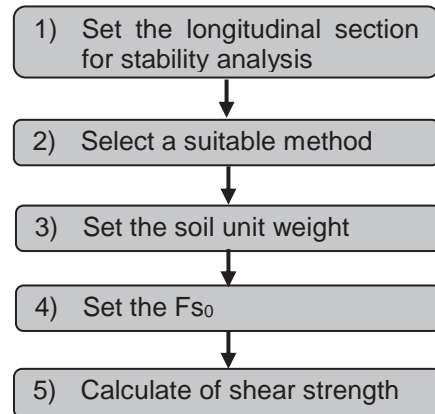 1) Set the longitudinal section
for stability analysis
2) Select a suitable method
3) Set the soil unit weight
4) Set the Fs₀
5) Calculate of shear strength